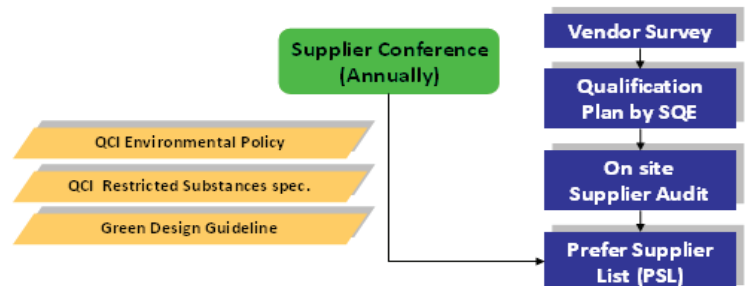 Supplier Conference
(Annually)
QCI Environmental Policy
QCI Restricted Substances spec.
Green Design Guideline
Vendor Survey
Qualification
Plan by SQE
On site
Supplier Audit
Prefer Supplier
List (PSL)